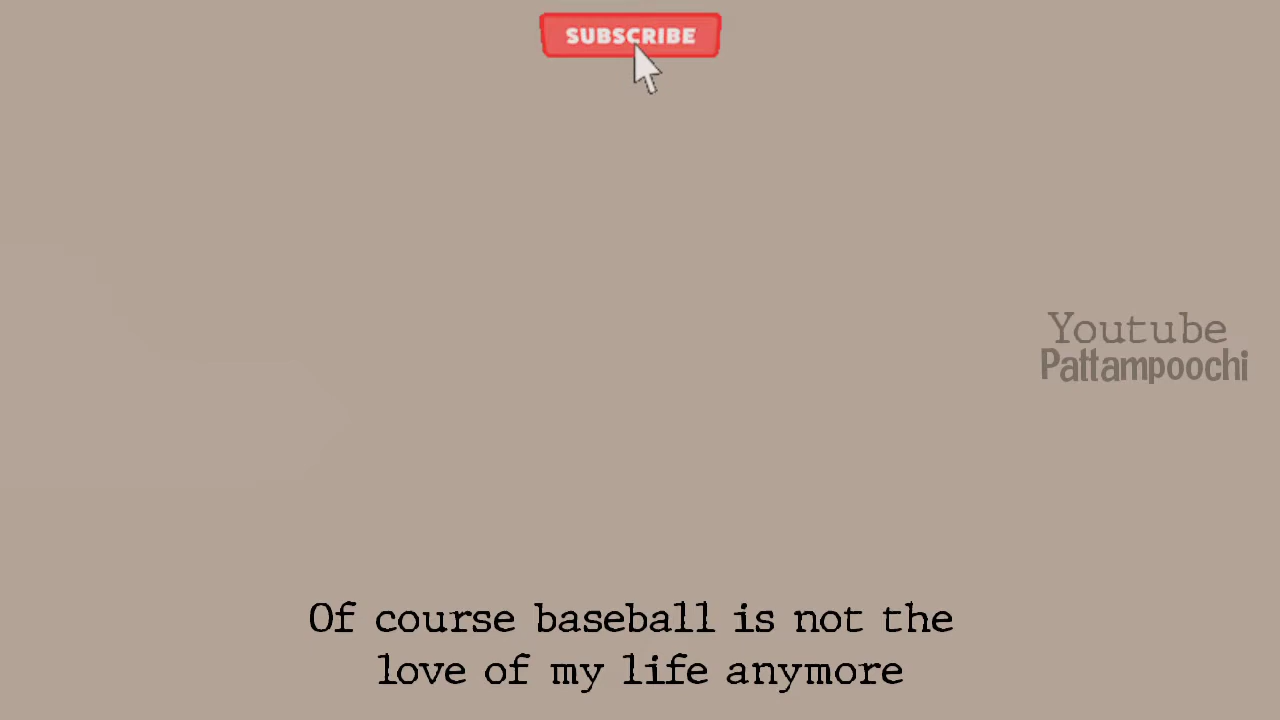 SUBSCRIBE
Youtube
Pattampoochi
Of course baseball is not the
love of my life anymore